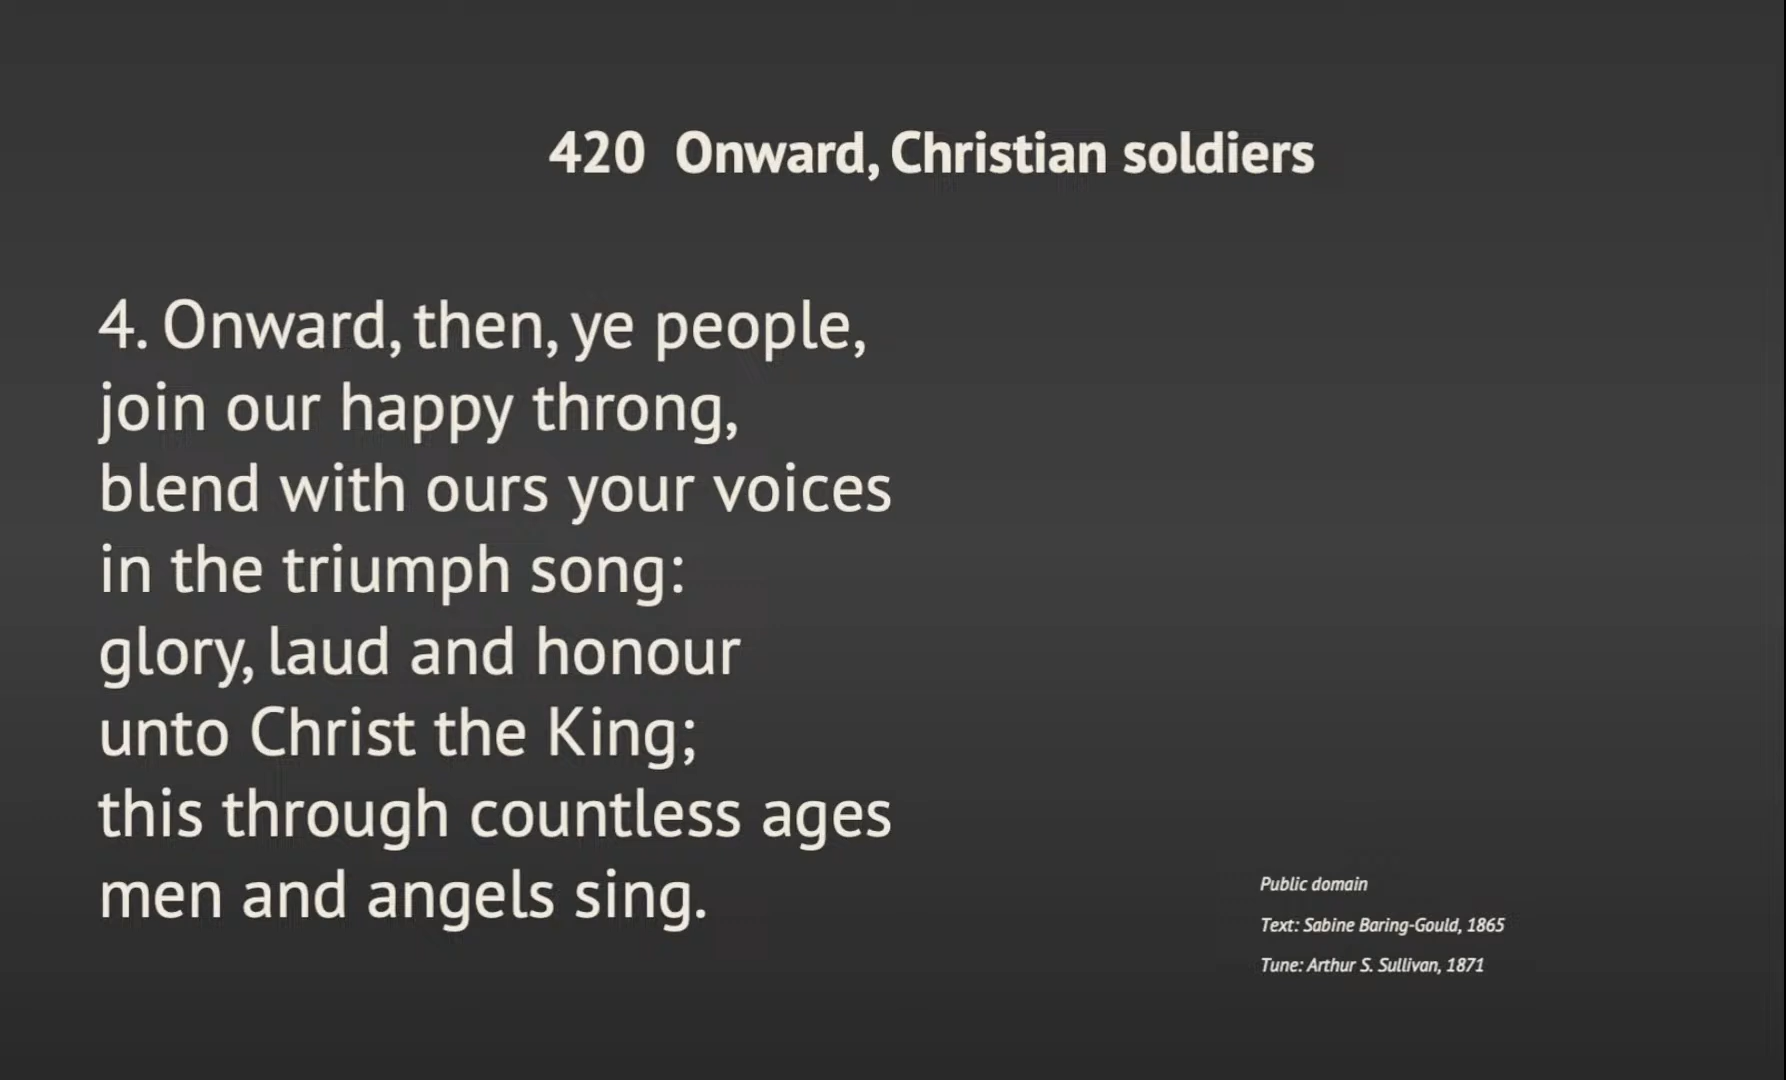 420 Onward, Christian soldiers
4. Onward, then, ye people,
join our happy throng,
blend with ours your voices
in the triumph song:
glory, laud and honour
unto Christ the King;
this through countless ages
men and angels sing.
Public domain
Text: Sabine Baring-Gould, 1865
Tune: Arthur S. Sullivan, 1871